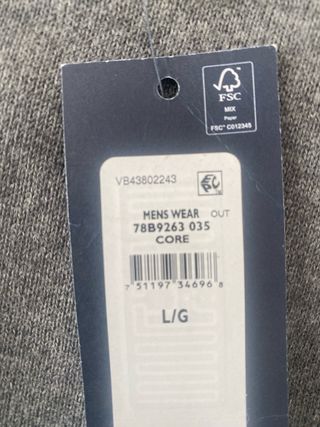 FSC
MIX
Paper
FSC® C012345
VB43802243
MENS WEAR OUT
78B9263 035
CORE
7 51197 34696 8
L/G